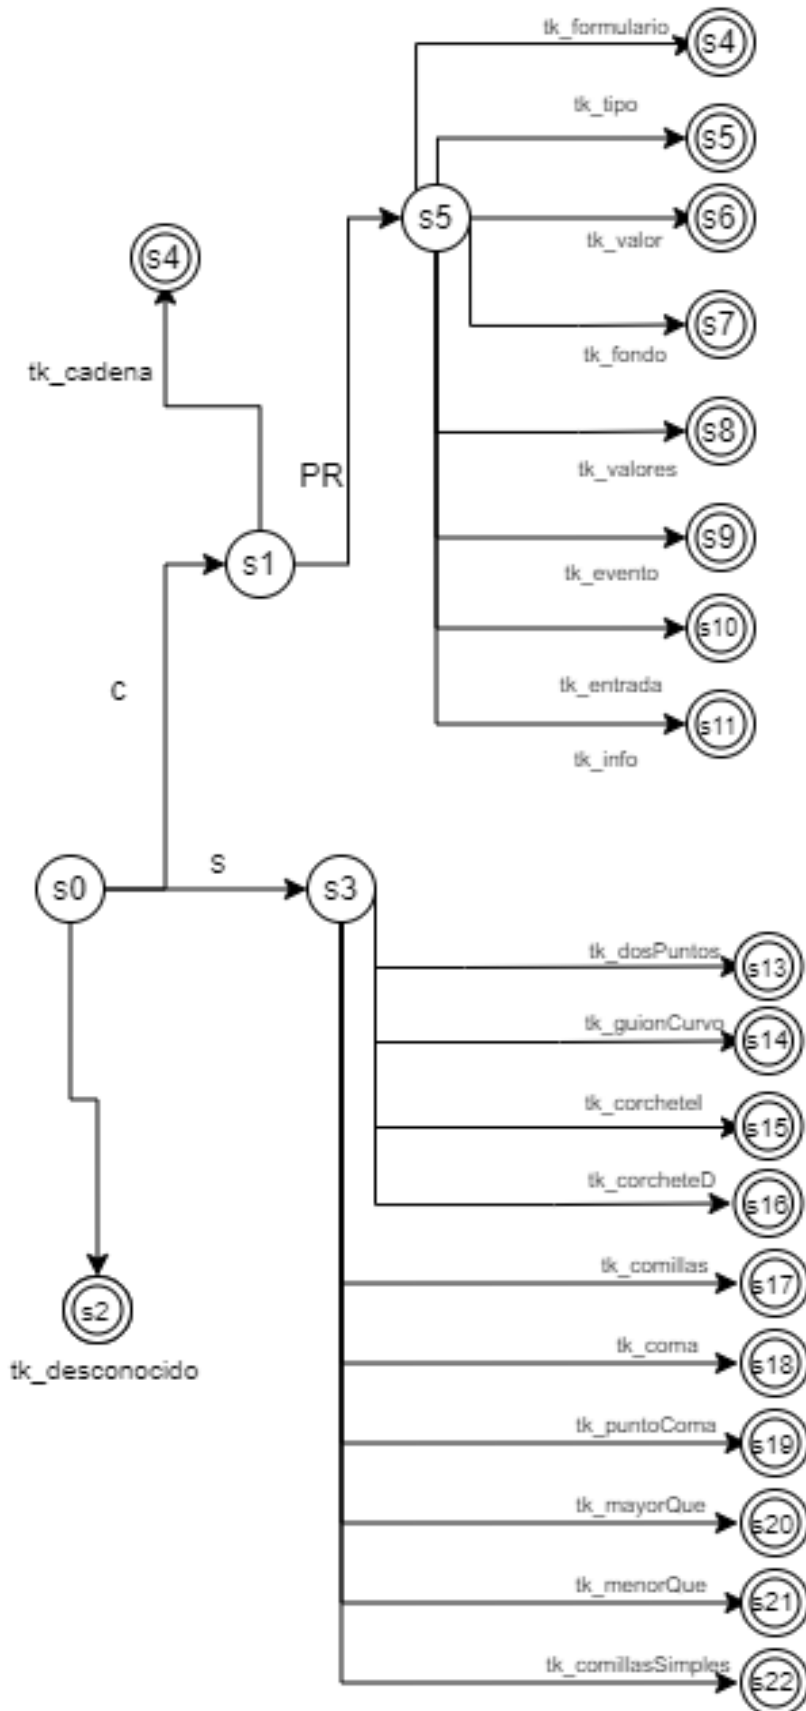 tk_formulario
s4
tk_tipo
s5
s5
s6
tk_valor
s4
s7
tk_fondo
tk_cadena
s8
tk_valores
PR
s9
s1
tk_evento
s10
c
tk_entrada
s11
tk_info
s
s0
s3
tk_dosPuntos
s13
tk_guionCurvo
s14
tk_corcheteI
s15
tk_corcheteD
s16
tk_comillas
s17
s2
tk_coma
s18
tk_desconocido
tk_puntoComa
s19
tk_mayorQue
s20
tk_menorQue
s21
tk_comillasSimples
s22